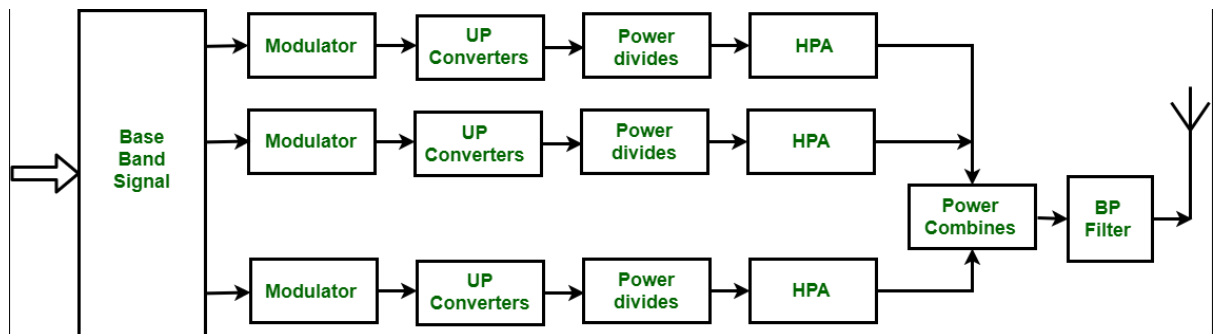 Base
Band
Signal
Modulator
UP
Converters
Power
divides
HPA
Modulator
UP
Converters
Power
divides
HPA
Modulator
UP
Converters
Power
divides
HPA
Power
Combines
BP
Filter